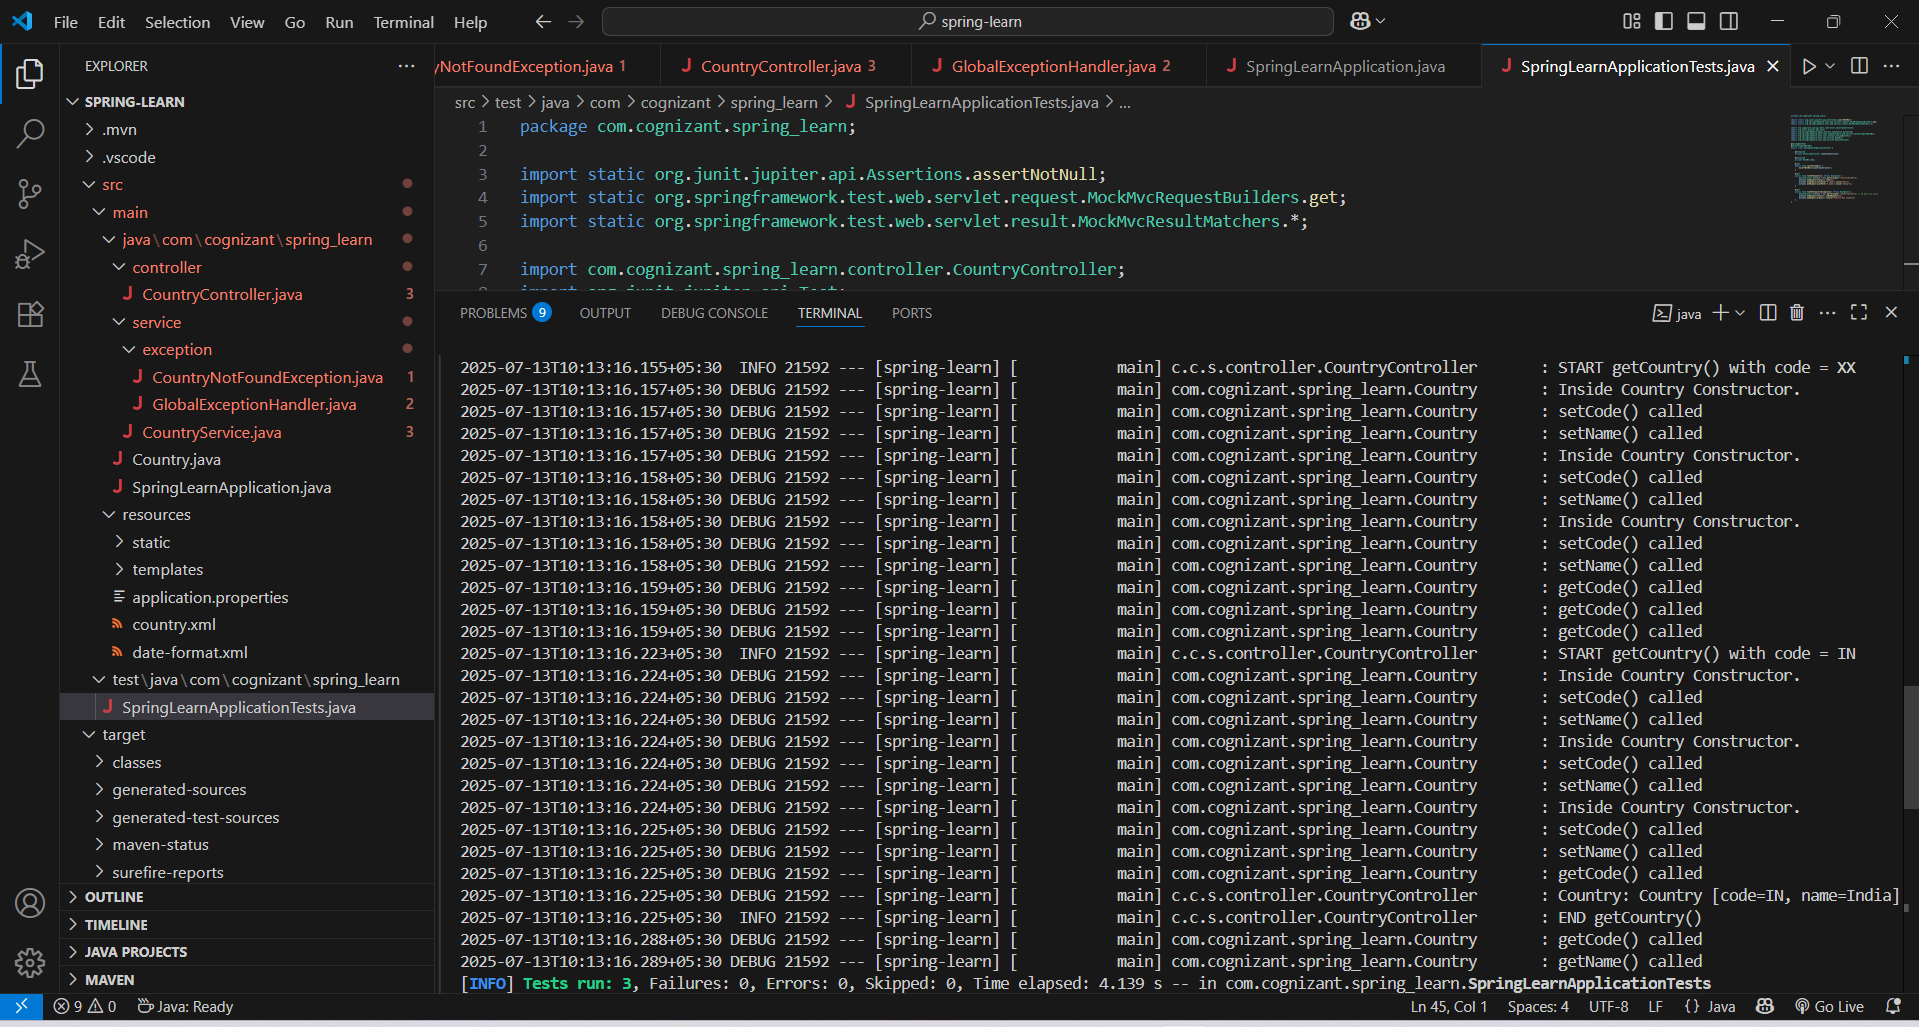 File Edit Selection View Go Run Terminal Help
spring-learn
EXPLORER
SPRING-LEARN
.mvn
.vscode
src
main
java\com\cognizant\spring_learn
controller
CountryController.java 3
service
exception
CountryNotFoundException.java 1
GlobalExceptionHandler.java 2
CountryService.java 3
Country.java
SpringLearnApplication.java
resources
static
templates
application.properties
country.xml
date-format.xml
test\java\com\cognizant\spring_learn
SpringLearnApplicationTests.java
target
classes
generated-sources
generated-test-sources
maven-status
surefire-reports
OUTLINE
TIMELINE
JAVA PROJECTS
MAVEN
yNotFoundException.java 1 CountryController.java 3 GlobalExceptionHandler.java 2 SpringLearnApplication.java SpringLearnApplicationTests.java
src > test > java > com > cognizant > spring_learn > SpringLearnApplicationTests.java > ...
1 package com.cognizant.spring_learn;
2
3 import static org.junit.jupiter.api.Assertions.assertNotNull;
4 import static org.springframework.test.web.servlet.request.MockMvcRequestBuilders.get;
5 import static org.springframework.test.web.servlet.result.MockMvcResultMatchers.*;
6
7 import com.cognizant.spring_learn.controller.CountryController;
8 import org.junit.jupiter.api.Test;
PROBLEMS 9 OUTPUT DEBUG CONSOLE TERMINAL PORTS
java
2025-07-13T10:13:16.155+05:30  INFO 21592 --- [spring-learn] [           main] c.c.s.controller.CountryController       : START getCountry() with code = XX
2025-07-13T10:13:16.157+05:30 DEBUG 21592 --- [spring-learn] [           main] com.cognizant.spring_learn.Country       : Inside Country Constructor.
2025-07-13T10:13:16.157+05:30 DEBUG 21592 --- [spring-learn] [           main] com.cognizant.spring_learn.Country       : setCode() called
2025-07-13T10:13:16.157+05:30 DEBUG 21592 --- [spring-learn] [           main] com.cognizant.spring_learn.Country       : setName() called
2025-07-13T10:13:16.157+05:30 DEBUG 21592 --- [spring-learn] [           main] com.cognizant.spring_learn.Country       : Inside Country Constructor.
2025-07-13T10:13:16.158+05:30 DEBUG 21592 --- [spring-learn] [           main] com.cognizant.spring_learn.Country       : setCode() called
2025-07-13T10:13:16.158+05:30 DEBUG 21592 --- [spring-learn] [           main] com.cognizant.spring_learn.Country       : setName() called
2025-07-13T10:13:16.158+05:30 DEBUG 21592 --- [spring-learn] [           main] com.cognizant.spring_learn.Country       : Inside Country Constructor.
2025-07-13T10:13:16.158+05:30 DEBUG 21592 --- [spring-learn] [           main] com.cognizant.spring_learn.Country       : setCode() called
2025-07-13T10:13:16.158+05:30 DEBUG 21592 --- [spring-learn] [           main] com.cognizant.spring_learn.Country       : setName() called
2025-07-13T10:13:16.159+05:30 DEBUG 21592 --- [spring-learn] [           main] com.cognizant.spring_learn.Country       : getCode() called
2025-07-13T10:13:16.159+05:30 DEBUG 21592 --- [spring-learn] [           main] com.cognizant.spring_learn.Country       : getCode() called
2025-07-13T10:13:16.159+05:30 DEBUG 21592 --- [spring-learn] [           main] com.cognizant.spring_learn.Country       : getCode() called
2025-07-13T10:13:16.223+05:30  INFO 21592 --- [spring-learn] [           main] c.c.s.controller.CountryController       : START getCountry() with code = IN
2025-07-13T10:13:16.224+05:30 DEBUG 21592 --- [spring-learn] [           main] com.cognizant.spring_learn.Country       : Inside Country Constructor.
2025-07-13T10:13:16.224+05:30 DEBUG 21592 --- [spring-learn] [           main] com.cognizant.spring_learn.Country       : setCode() called
2025-07-13T10:13:16.224+05:30 DEBUG 21592 --- [spring-learn] [           main] com.cognizant.spring_learn.Country       : setName() called
2025-07-13T10:13:16.224+05:30 DEBUG 21592 --- [spring-learn] [           main] com.cognizant.spring_learn.Country       : Inside Country Constructor.
2025-07-13T10:13:16.224+05:30 DEBUG 21592 --- [spring-learn] [           main] com.cognizant.spring_learn.Country       : setCode() called
2025-07-13T10:13:16.224+05:30 DEBUG 21592 --- [spring-learn] [           main] com.cognizant.spring_learn.Country       : setName() called
2025-07-13T10:13:16.224+05:30 DEBUG 21592 --- [spring-learn] [           main] com.cognizant.spring_learn.Country       : Inside Country Constructor.
2025-07-13T10:13:16.225+05:30 DEBUG 21592 --- [spring-learn] [           main] com.cognizant.spring_learn.Country       : setCode() called
2025-07-13T10:13:16.225+05:30 DEBUG 21592 --- [spring-learn] [           main] com.cognizant.spring_learn.Country       : setName() called
2025-07-13T10:13:16.225+05:30 DEBUG 21592 --- [spring-learn] [           main] com.cognizant.spring_learn.Country       : getCode() called
2025-07-13T10:13:16.225+05:30 DEBUG 21592 --- [spring-learn] [           main] c.c.s.controller.CountryController       : Country: Country [code=IN, name=India]
2025-07-13T10:13:16.225+05:30  INFO 21592 --- [spring-learn] [           main] c.c.s.controller.CountryController       : END getCountry()
2025-07-13T10:13:16.288+05:30 DEBUG 21592 --- [spring-learn] [           main] com.cognizant.spring_learn.Country       : getCode() called
2025-07-13T10:13:16.289+05:30 DEBUG 21592 --- [spring-learn] [           main] com.cognizant.spring_learn.Country       : getName() called
[INFO] Tests run: 3, Failures: 0, Errors: 0, Skipped: 0, Time elapsed: 4.139 s -- in com.cognizant.spring_learn.SpringLearnApplicationTests
9 0 Java: Ready Ln 45, Col 1 Spaces: 4 UTF-8 LF {} Java Go Live